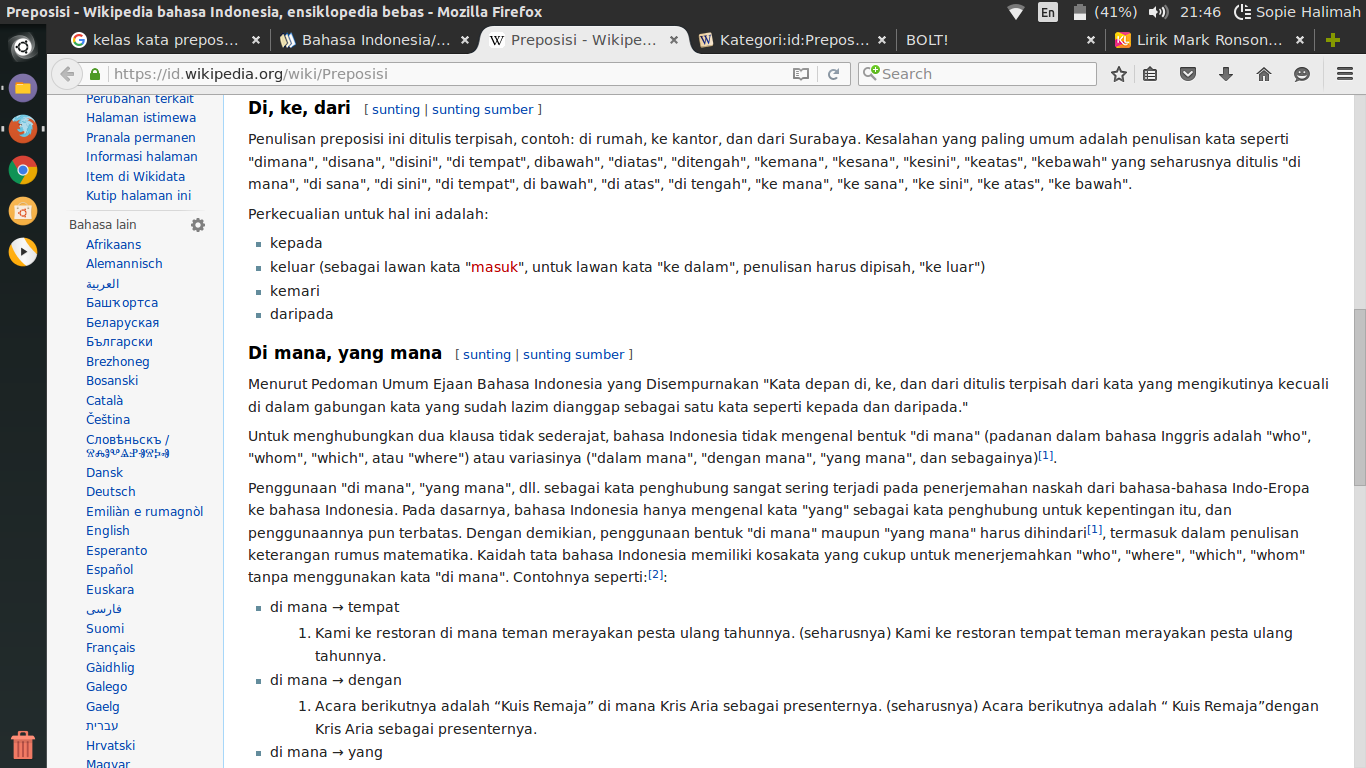 Preposisi - Wikipedia bahasa Indonesia, ensiklopedia bebas - Mozilla Firefox
En
(41%)
21:46
Sopie Halimah
kelas kata prepos...
Bahasa Indonesia/...
Preposisi - Wikipe...
Kategori:id:Prepos...
BOLT!
Lirik Mark Ronson...
https://id.wikipedia.org/wiki/Preposisi
Search
Perubahan terkait
Halaman istimewa
Pranala permanen
Informasi halaman
Item di Wikidata
Kutip halaman ini
Bahasa lain
Afrikaans
Alemannisch
العربية
Башҡортса
Беларуская
Български
Brezhoneg
Bosanski
Català
Čeština
Словѣньскъ /
ⰔⰎⰑⰂⰡⰐⰠⰔⰍⰟ
Dansk
Deutsch
Emiliàn e rumagnòl
English
Esperanto
Español
Euskara
فارسی
Suomi
Français
Gàidhlig
Galego
Gaelg
עברית
Hrvatski
Magyar
Di, ke, dari [ sunting | sunting sumber ]
Penulisan preposisi ini ditulis terpisah, contoh: di rumah, ke kantor, dan dari Surabaya. Kesalahan yang paling umum adalah penulisan kata seperti
"dimana", "disana", "disini", "di tempat", dibawah", "diatas", "ditengah", "kemana", "kesana", "kesini", "keatas", "kebawah" yang seharusnya ditulis "di
mana", "di sana", "di sini", "di tempat", di bawah", "di atas", "di tengah", "ke mana", "ke sana", "ke sini", "ke atas", "ke bawah".
Perkecualian untuk hal ini adalah:
kepada
keluar (sebagai lawan kata "masuk", untuk lawan kata "ke dalam", penulisan harus dipisah, "ke luar")
kemari
daripada
Di mana, yang mana [ sunting | sunting sumber ]
Menurut Pedoman Umum Ejaan Bahasa Indonesia yang Disempurnakan "Kata depan di, ke, dan dari ditulis terpisah dari kata yang mengikutinya kecuali
di dalam gabungan kata yang sudah lazim dianggap sebagai satu kata seperti kepada dan daripada."
Untuk menghubungkan dua klausa tidak sederajat, bahasa Indonesia tidak mengenal bentuk "di mana" (padanan dalam bahasa Inggris adalah "who",
"whom", "which", atau "where") atau variasinya ("dalam mana", "dengan mana", "yang mana", dan sebagainya)[1].
Penggunaan "di mana", "yang mana", dll. sebagai kata penghubung sangat sering terjadi pada penerjemahan naskah dari bahasa-bahasa Indo-Eropa
ke bahasa Indonesia. Pada dasarnya, bahasa Indonesia hanya mengenal kata "yang" sebagai kata penghubung untuk kepentingan itu, dan
penggunaannya pun terbatas. Dengan demikian, penggunaan bentuk "di mana" maupun "yang mana" harus dihindari[1], termasuk dalam penulisan
keterangan rumus matematika. Kaidah tata bahasa Indonesia memiliki kosakata yang cukup untuk menerjemahkan "who", "where", "which", "whom"
tanpa menggunakan kata "di mana". Contohnya seperti:[2]:
di mana → tempat
1. Kami ke restoran di mana teman merayakan pesta ulang tahunnya. (seharusnya) Kami ke restoran tempat teman merayakan pesta ulang
tahunnya.
di mana → dengan
1. Acara berikutnya adalah “Kuis Remaja” di mana Kris Aria sebagai presenternya. (seharusnya) Acara berikutnya adalah “ Kuis Remaja”dengan
Kris Aria sebagai presenternya.
di mana → yang